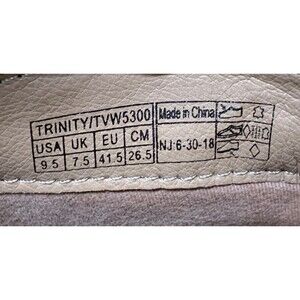 TRINITY/TVW5300
USA UK EU CM
9.5 7.5 41.5 26.5
Made in China
NJ:6-30-18